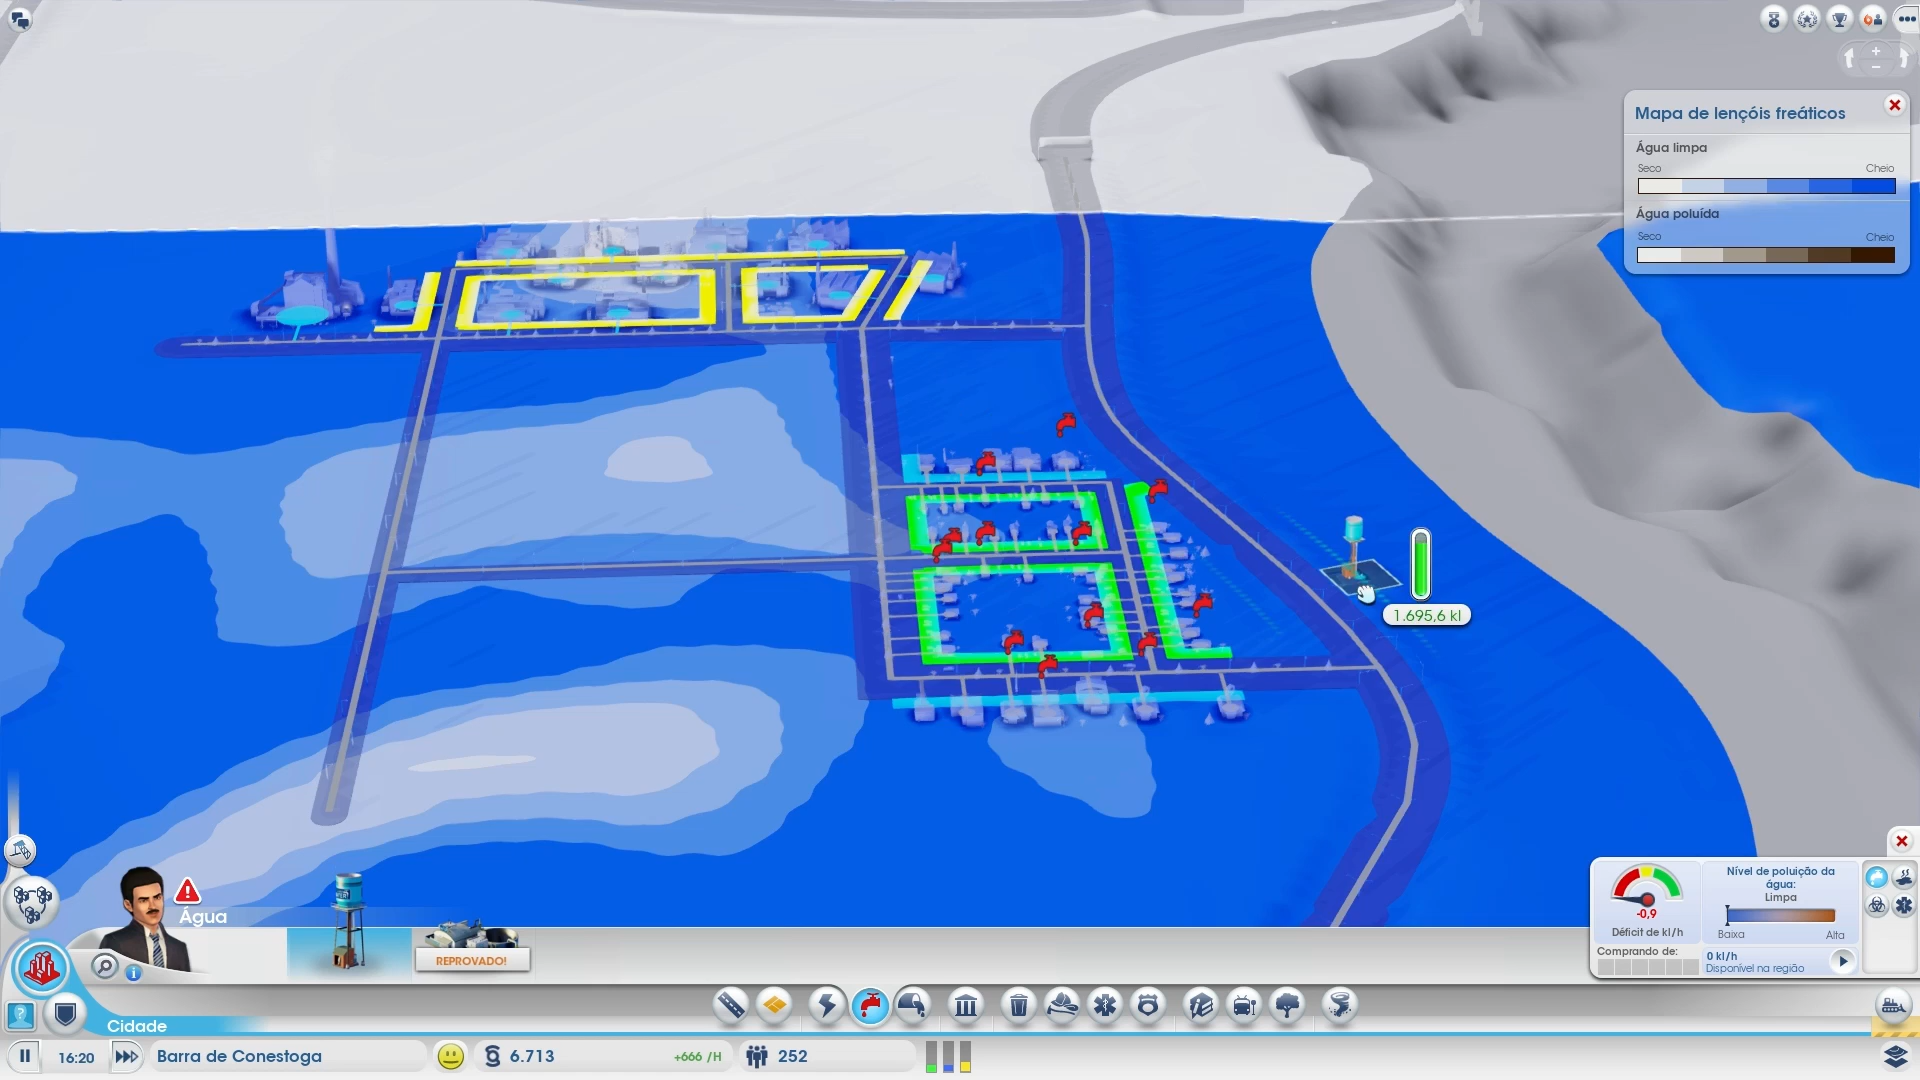 Mapa de lençóis freáticos
Água limpa
Seco Cheio
Água poluída
Seco Cheio
1.695,6 kl
Água
REPROVADO!
-0,9
Déficit de kl/h
Nível de poluição da
água:
Limpa
Baixa Alta
Comprando de:
0 kl/h
Disponível na região
Cidade
16:20
Barra de Conestoga
6.713
+666 /H
252